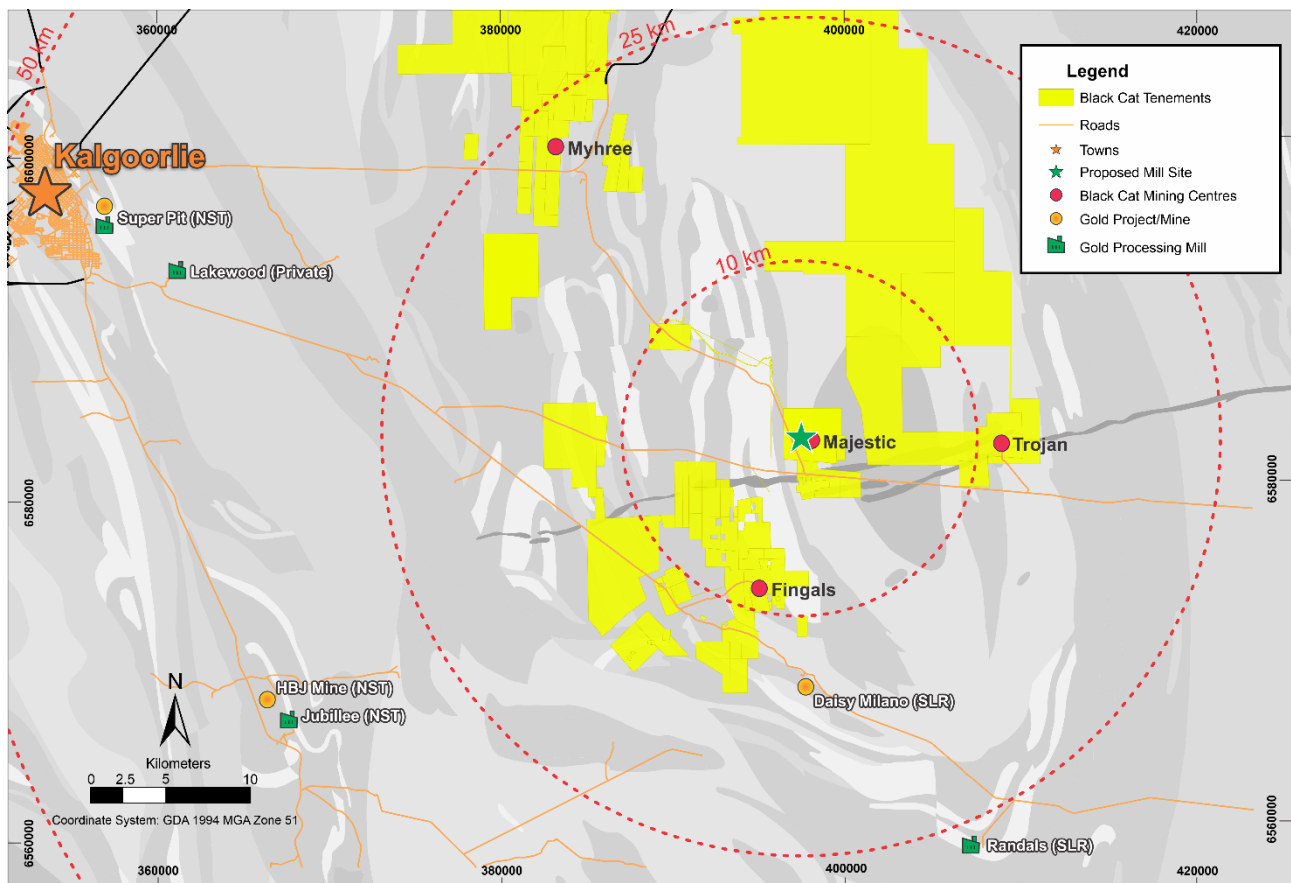 360000
380000
400000
420000
50 km
25 km
Legend
Black Cat Tenements
Roads
Towns
Proposed Mill Site
Black Cat Mining Centres
Gold Project/Mine
Gold Processing Mill
6600000
Kalgoorlie
Myhree
6600000
Super Pit (NST)
Lakewood (Private)
10 km
Majestic
Trojan
6580000
6580000
Fingals
HBJ Mine (NST)
Jubillee (NST)
Daisy Milano (SLR)
N
Kilometers
0 2.5 5 10
Coordinate System: GDA 1994 MGA Zone 51
6560000
6560000
Randals (SLR)
360000
380000
400000
420000